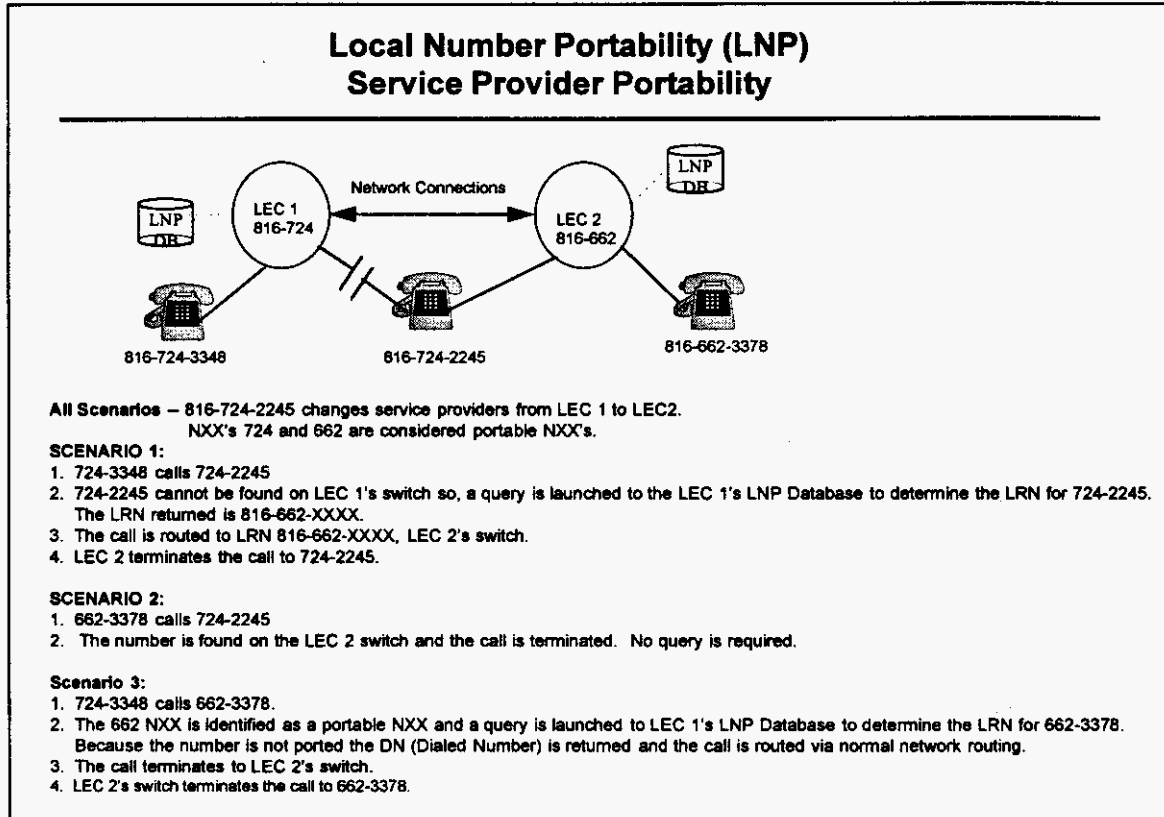 Local Number Portability (LNP)
Service Provider Portability
LNP
DB
LEC 1
816-724
Network Connections
LEC 2
816-662
LNP
DB
816-724-3348
816-724-2245
816-662-3378
All Scenarios – 816-724-2245 changes service providers from LEC 1 to LEC2.
NXX's 724 and 662 are considered portable NXX's.
SCENARIO 1:
1. 724-3348 calls 724-2245
2. 724-2245 cannot be found on LEC 1's switch so, a query is launched to the LEC 1's LNP Database to determine the LRN for 724-2245.
The LRN returned is 816-662-XXXX.
3. The call is routed to LRN 816-662-XXXX, LEC 2's switch.
4. LEC 2 terminates the call to 724-2245.
SCENARIO 2:
1. 662-3378 calls 724-2245
2. The number is found on the LEC 2 switch and the call is terminated. No query is required.
Scenario 3:
1. 724-3348 calls 662-3378.
2. The 662 NXX is identified as a portable NXX and a query is launched to LEC 1's LNP Database to determine the LRN for 662-3378.
Because the number is not ported the DN (Dialed Number) is returned and the call is routed via normal network routing.
3. The call terminates to LEC 2's switch.
4. LEC 2's switch terminates the call to 662-3378.